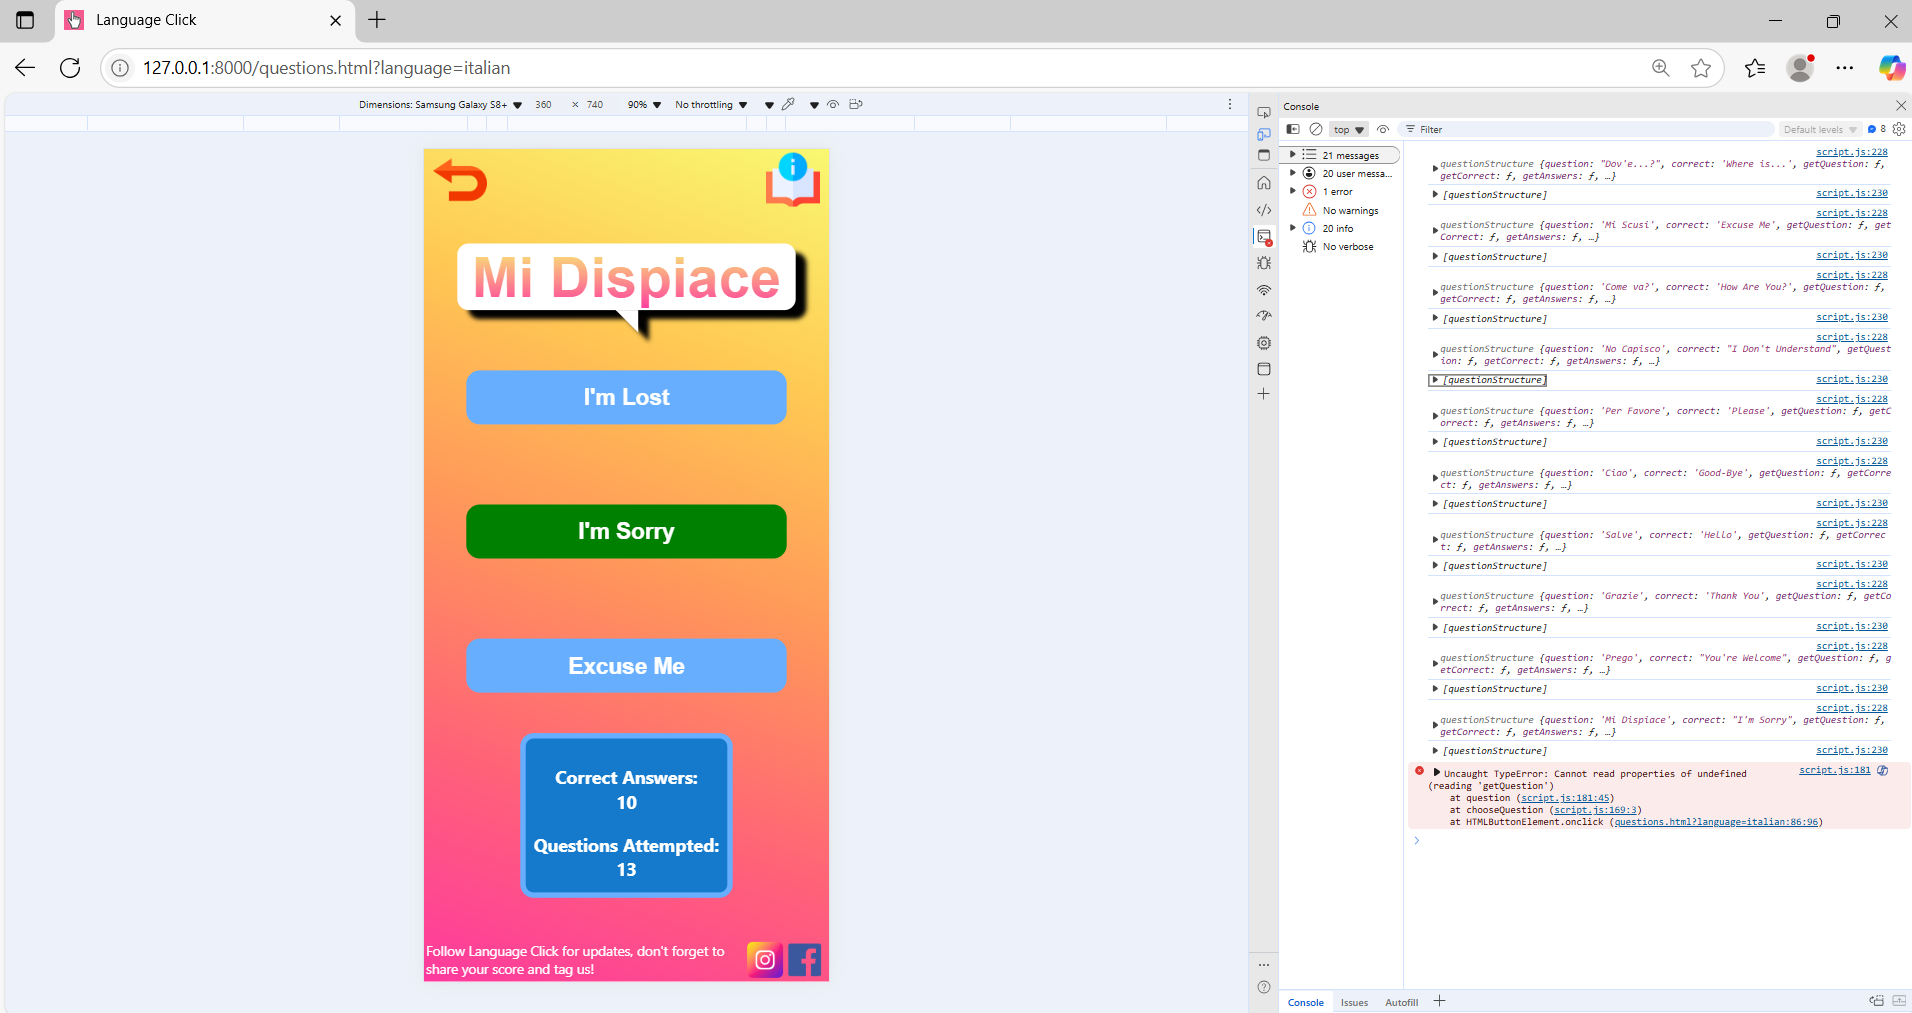 Language Click
127.0.0.1:8000/questions.html?language=italian
Dimensions: Samsung Galaxy S8+ 360 × 740 90% No throttling
Mi Dispiace
I'm Lost
I'm Sorry
Excuse Me
Correct Answers:
10
Questions Attempted:
13
Follow Language Click for updates, don't forget to
share your score and tag us!
Console
top Filter Default levels 8
21 messages
20 user messa...
1 error
No warnings
20 info
No verbose
script.js:228
questionStructure {question: "Dov'e...?", correct: 'Where is...', getQuestion: ƒ,
getCorrect: ƒ, getAnswers: ƒ, …}
[questionStructure] script.js:230
script.js:228
questionStructure {question: 'Mi Scusi', correct: 'Excuse Me', getQuestion: ƒ, get
Correct: ƒ, getAnswers: ƒ, …}
[questionStructure] script.js:230
script.js:228
questionStructure {question: 'Come va?', correct: 'How Are You?', getQuestion: ƒ,
getCorrect: ƒ, getAnswers: ƒ, …}
[questionStructure] script.js:230
script.js:228
questionStructure {question: 'No Capisco', correct: "I Don't Understand", getQuest
ion: ƒ, getCorrect: ƒ, getAnswers: ƒ, …}
[questionStructure] script.js:230
script.js:228
questionStructure {question: 'Per Favore', correct: 'Please', getQuestion: ƒ, getC
orrect: ƒ, getAnswers: ƒ, …}
[questionStructure] script.js:230
script.js:228
questionStructure {question: 'Ciao', correct: 'Good-Bye', getQuestion: ƒ, getCorre
ct: ƒ, getAnswers: ƒ, …}
[questionStructure] script.js:230
script.js:228
questionStructure {question: 'Salve', correct: 'Hello', getQuestion: ƒ, getCorrec
t: ƒ, getAnswers: ƒ, …}
[questionStructure] script.js:230
script.js:228
questionStructure {question: 'Grazie', correct: 'Thank You', getQuestion: ƒ, getCo
rrect: ƒ, getAnswers: ƒ, …}
[questionStructure] script.js:230
script.js:228
questionStructure {question: 'Prego', correct: "You're Welcome", getQuestion: ƒ, g
etCorrect: ƒ, getAnswers: ƒ, …}
[questionStructure] script.js:230
script.js:228
questionStructure {question: 'Mi Dispiace', correct: "I'm Sorry", getQuestion: ƒ,
getCorrect: ƒ, getAnswers: ƒ, …}
[questionStructure] script.js:230
Uncaught TypeError: Cannot read properties of undefined script.js:181
(reading 'getQuestion')
at question (script.js:181:45)
at chooseQuestion (script.js:169:3)
at HTMLButtonElement.onclick (questions.html?language=italian:86:96)
Console Issues Autofill